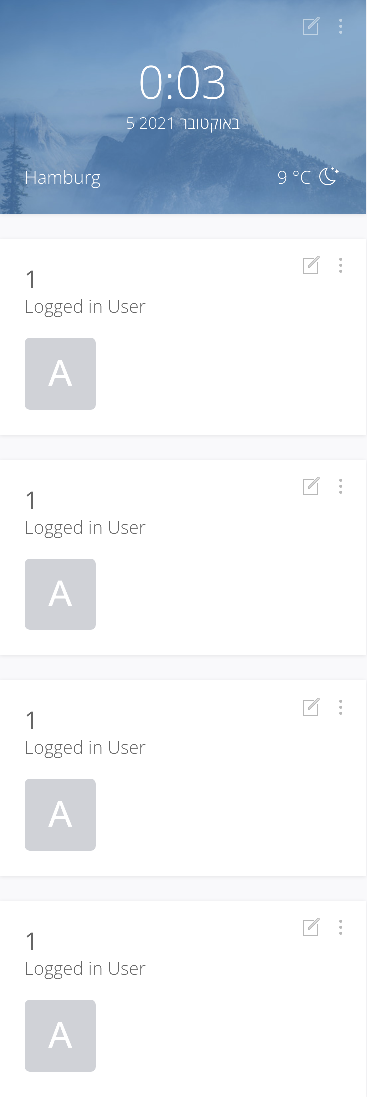 0:03
5 באוקטובר 2021
Hamburg 9 °C
1
Logged in User
A
1
Logged in User
A
1
Logged in User
A
1
Logged in User
A